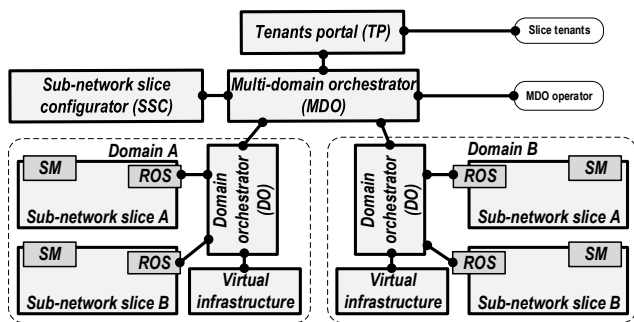 Tenants portal (TP)
Slice tenants
Sub-network slice
configurator (SSC)
Multi-domain orchestrator
(MDO)
MDO operator
Domain A
SM
ROS
Sub-network slice A
SM
ROS
Sub-network slice B
Domain
orchestrator
(DO)
Virtual
infrastructure
Domain B
Domain
orchestrator
(DO)
Virtual
infrastructure
SM
ROS
Sub-network slice A
SM
ROS
Sub-network slice B